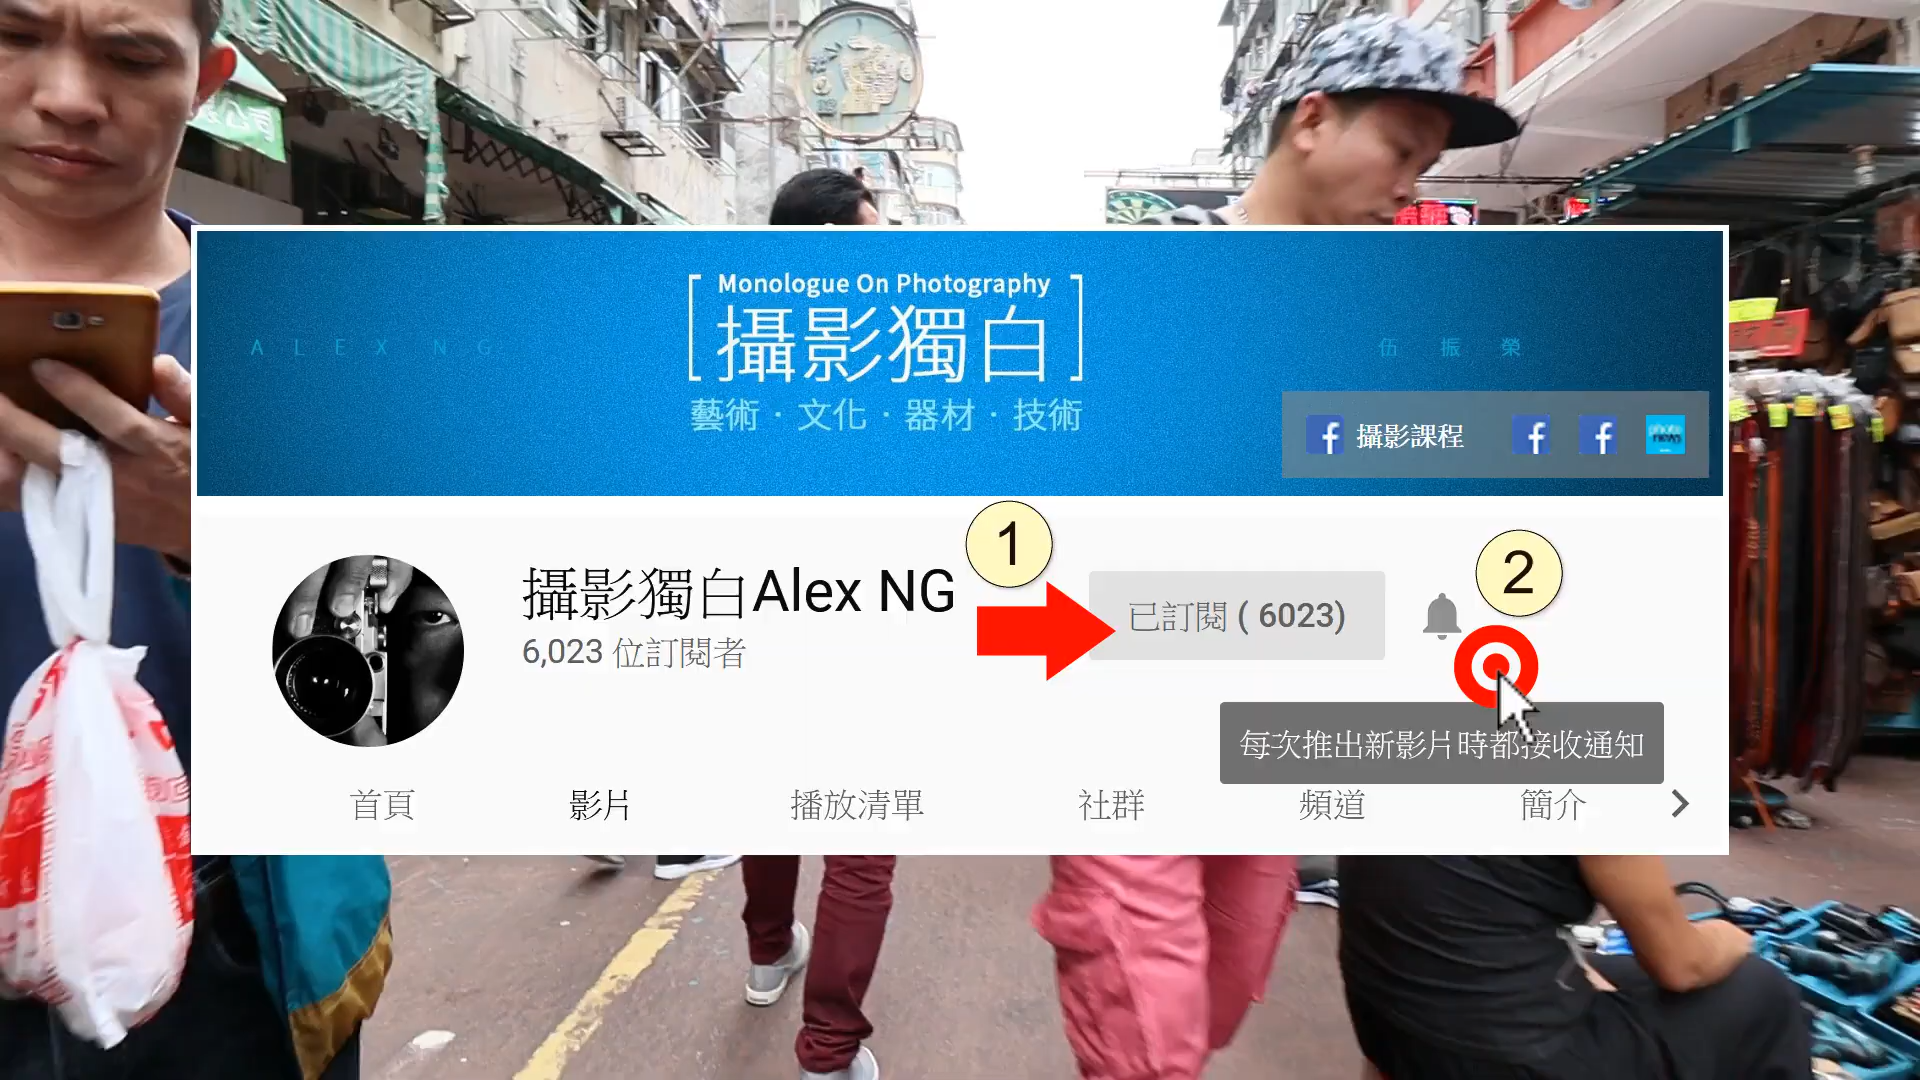 Monologue On Photography
攝影獨白
ALEX NG
伍振榮
藝術・文化・器材・技術
攝影課程
photo
news
1
2
攝影獨白Alex NG
已訂閱 ( 6023)
6,023 位訂閱者
每次推出新影片時都接收通知
首頁
影片
播放清單
社群
頻道
簡介